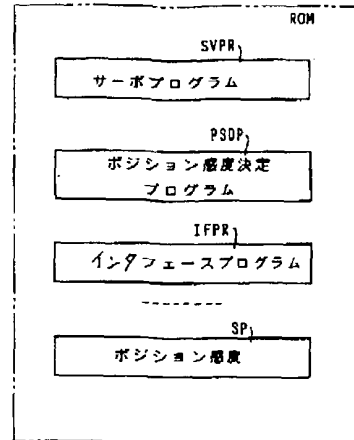 ROM
SVPR
サーボプログラム
PSDP
ポジション感度決定
プログラム
IFPR
インタフェースプログラム
SP
ポジション感度